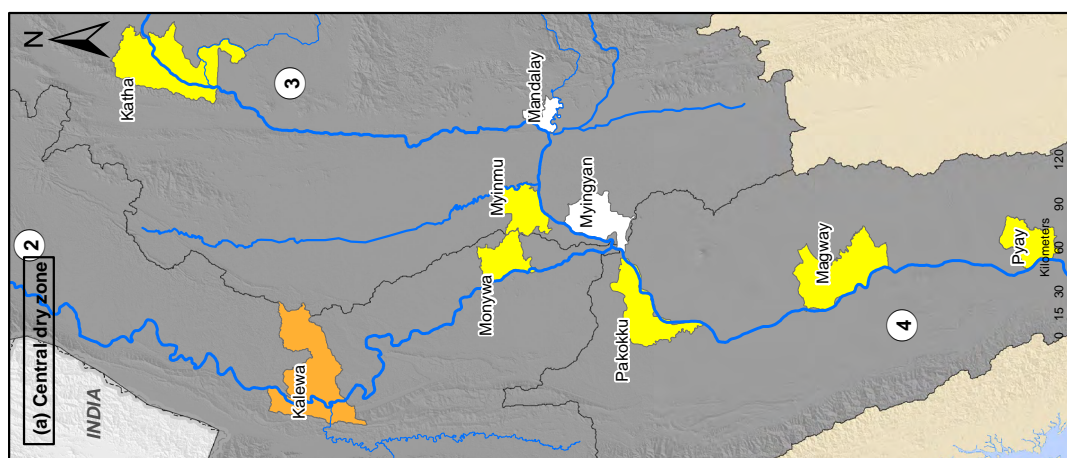 (a) Central dry zone
2
N
INDIA
Katha
3
Kalewa
Mandalay
Myinmu
Monywa
Myingyan
Pakokku
Magway
4
Pyay
0 15 30 60 90 120
Kilometers